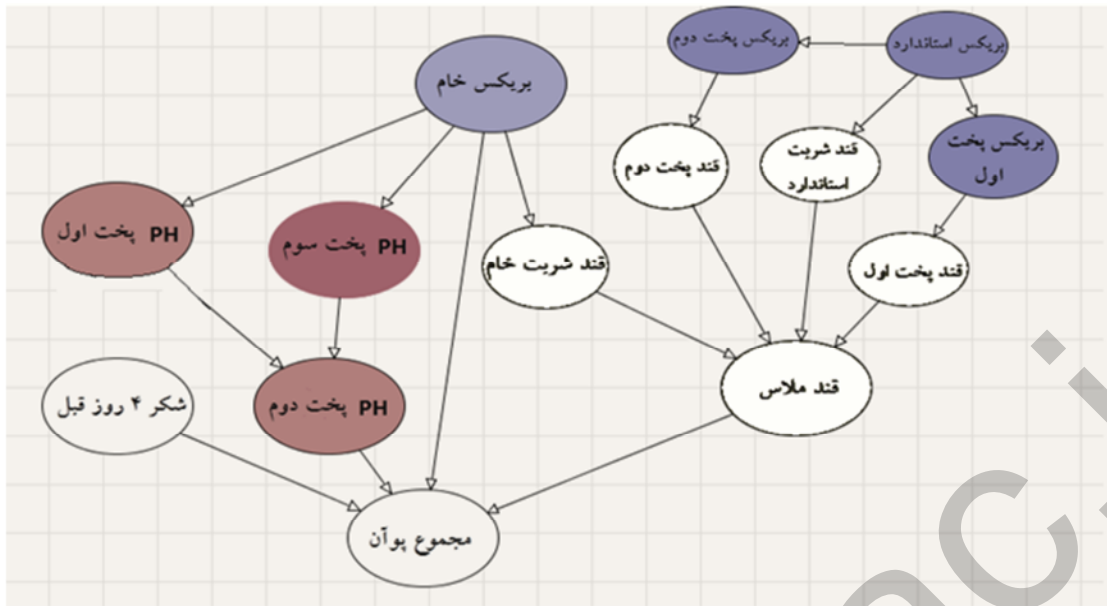 بریکس پخت دوم
بریکس استاندارد
بریکس خام
قند پخت دوم
قند شربت
استاندارد
بریکس پخت
اول
PH پخت اول
PH پخت سوم
قند شربت خام
قند پخت اول
شکر ۴ روز قبل
PH پخت دوم
قند ملاس
مجموع پوآن